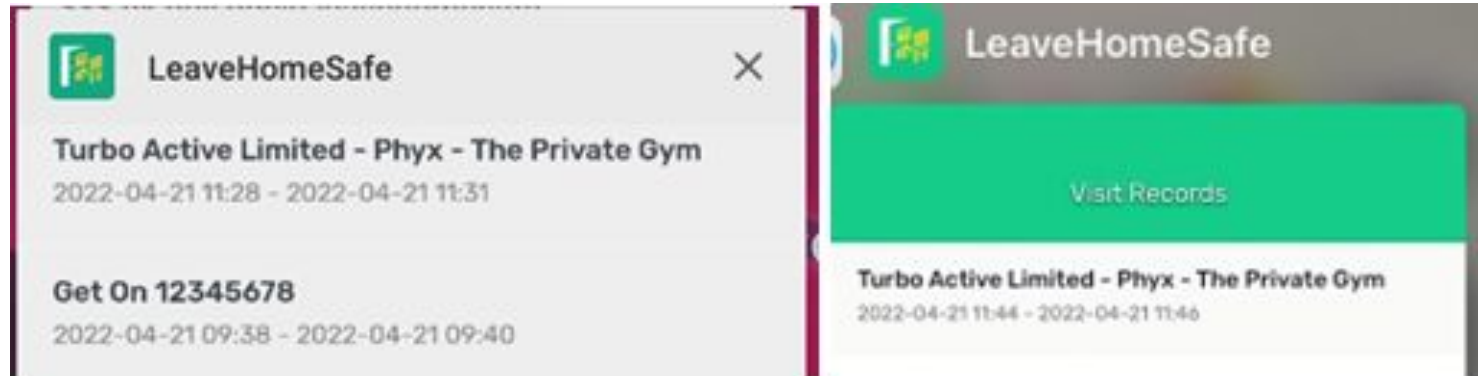 LeaveHomeSafe
Turbo Active Limited - Phyx - The Private Gym
2022-04-21 11:28 - 2022-04-21 11:31
Get On 12345678
2022-04-21 09:38 - 2022-04-21 09:40
LeaveHomeSafe
Visit Records
Turbo Active Limited - Phyx - The Private Gym
2022-04-21 11:44 - 2022-04-21 11:46